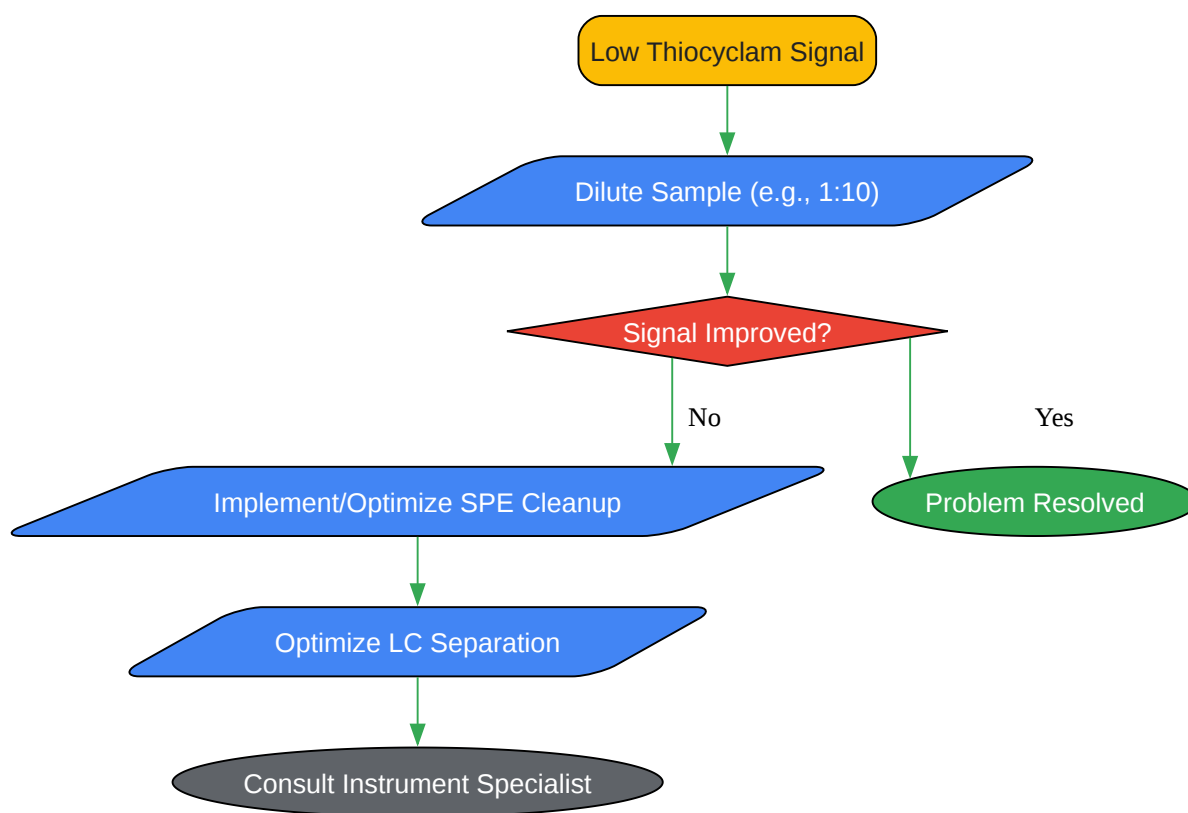 Low Thiocyclam Signal
Dilute Sample (e.g., 1:10)
Signal Improved?
No
Yes
Implement/Optimize SPE Cleanup
Problem Resolved
Optimize LC Separation
Consult Instrument Specialist